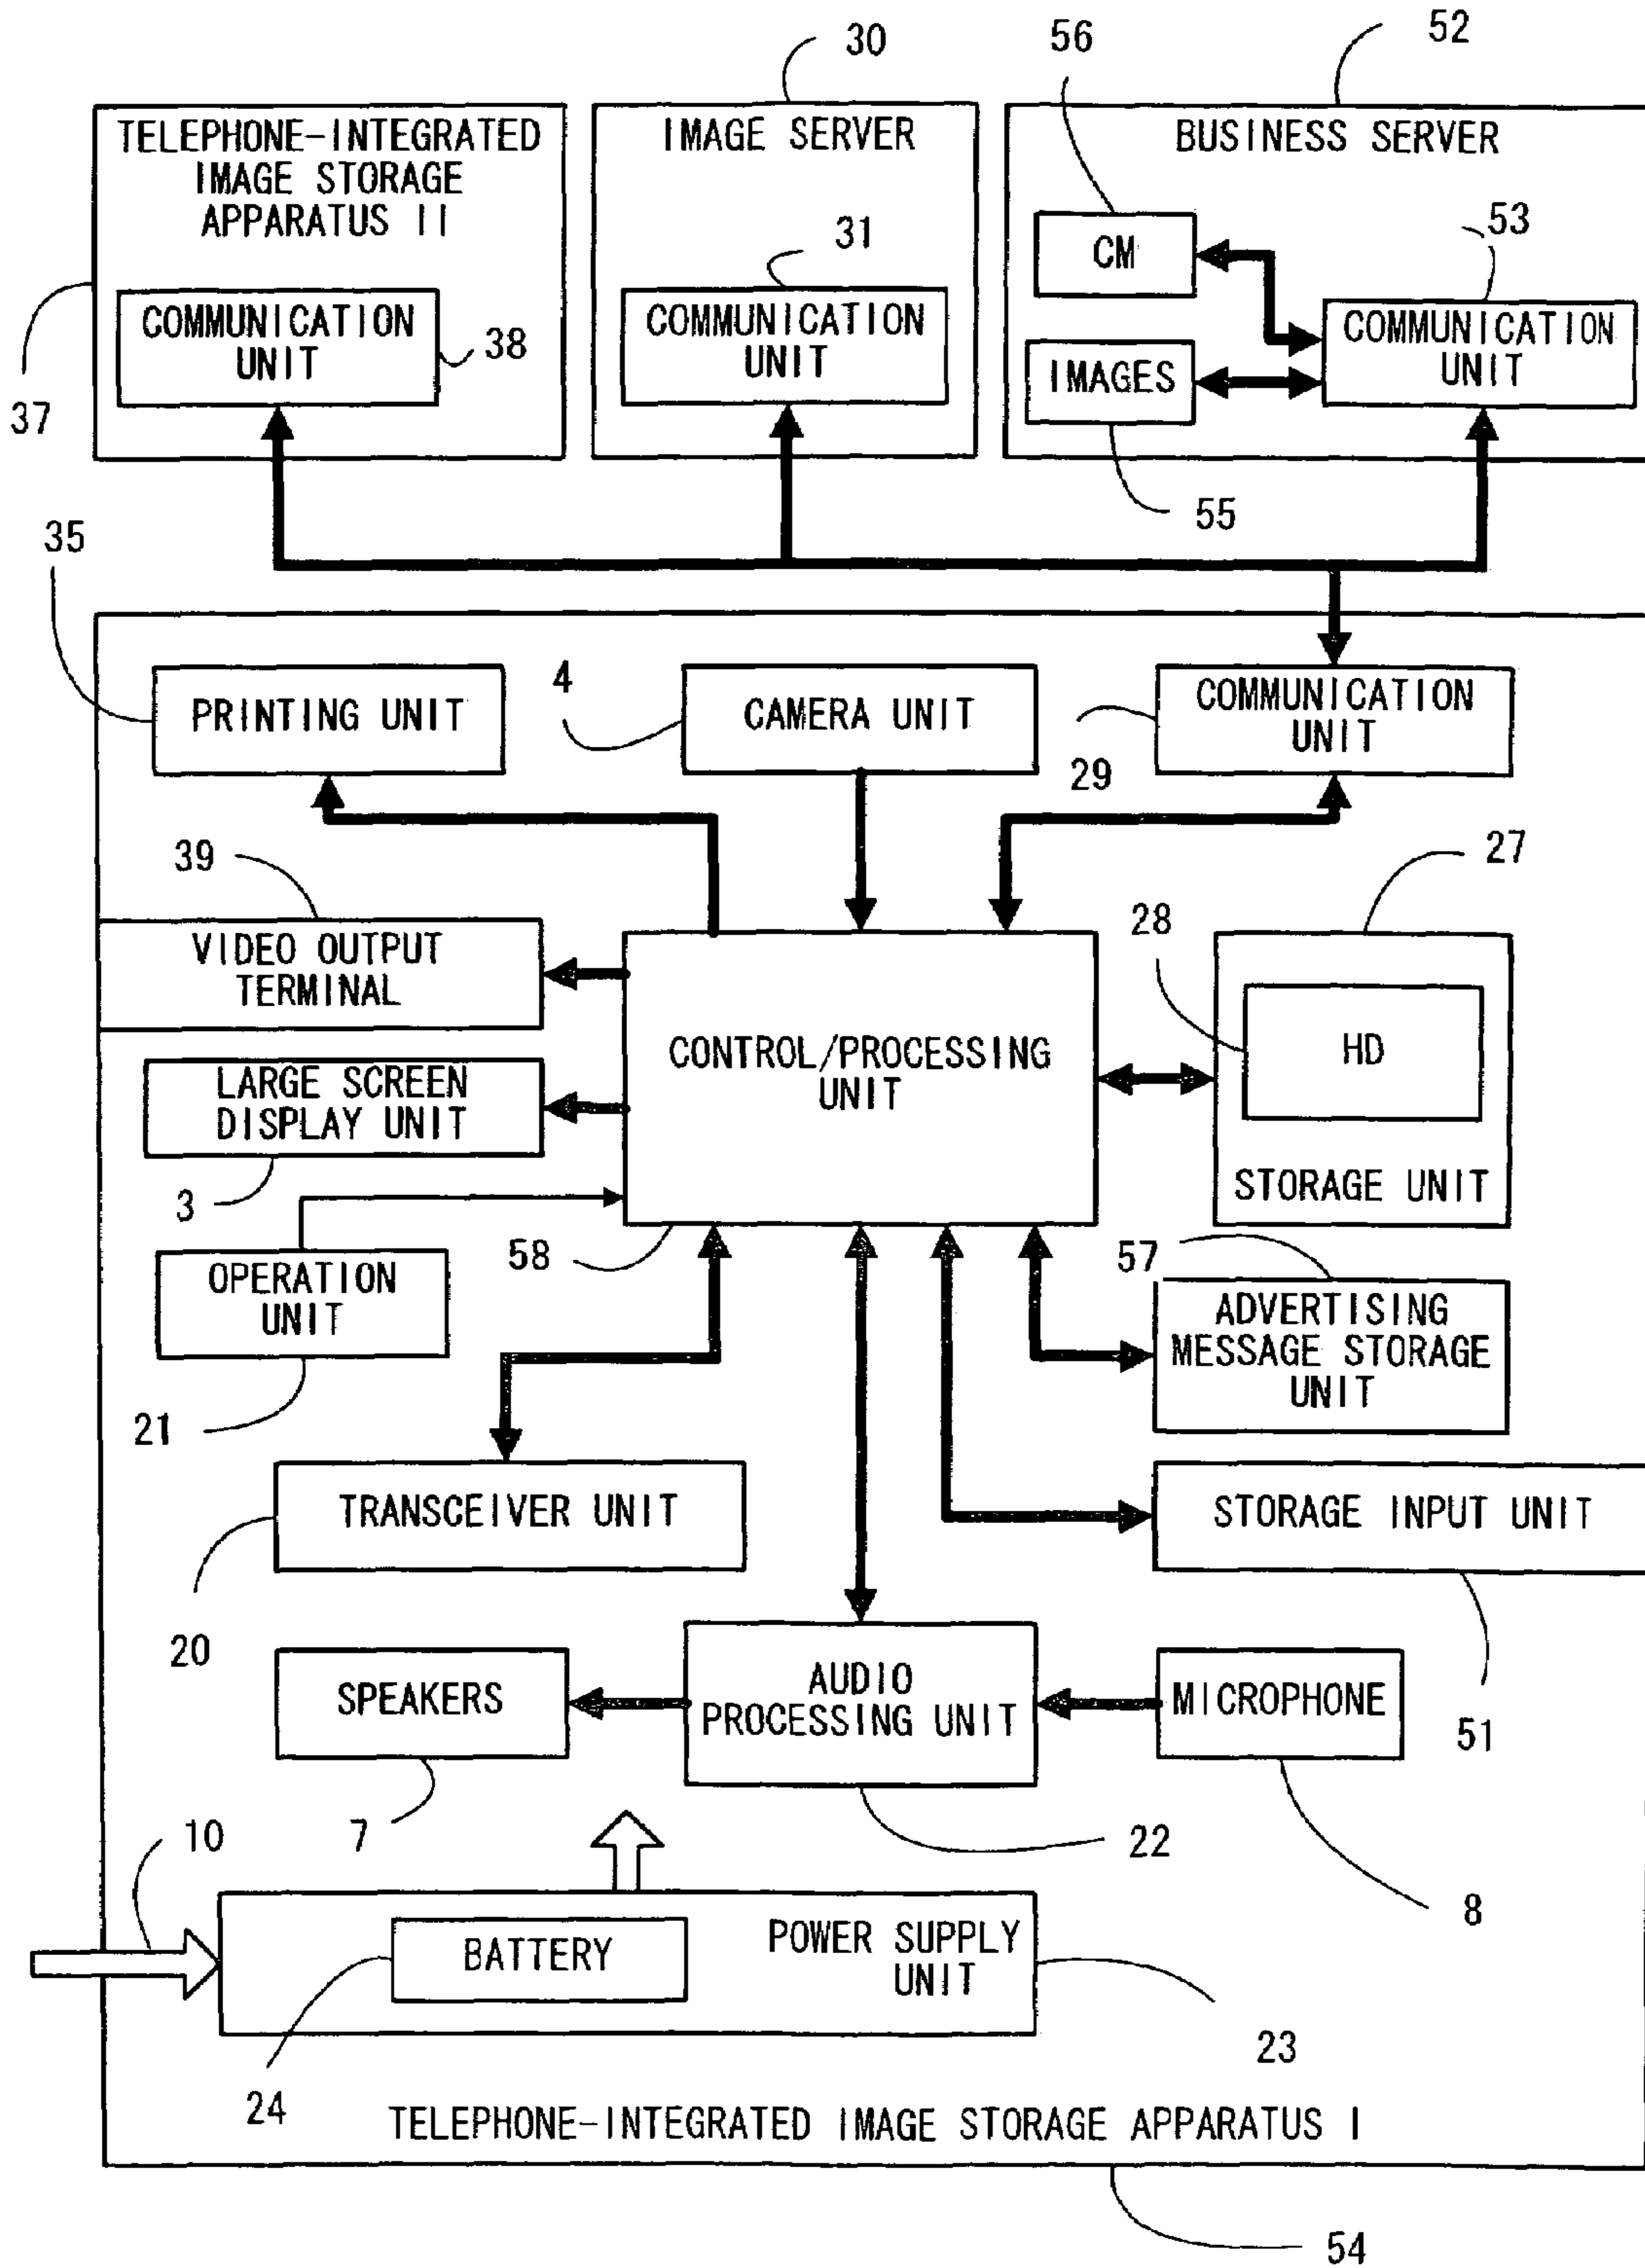 56
30
52
TELEPHONE-INTEGRATED
IMAGE STORAGE
APPARATUS II
IMAGE SERVER
BUSINESS SERVER
CM
53
31
COMMUNICATION
UNIT
38
COMMUNICATION
UNIT
IMAGES
COMMUNICATION
UNIT
37
55
35
PRINTING UNIT
4
CAMERA UNIT
COMMUNICATION
UNIT
29
39
27
VIDEO OUTPUT
TERMINAL
28
HD
STORAGE UNIT
CONTROL/PROCESSING
UNIT
LARGE SCREEN
DISPLAY UNIT
3
58
57
OPERATION
UNIT
ADVERTISING
MESSAGE STORAGE
UNIT
21
TRANSCEIVER UNIT
STORAGE INPUT UNIT
20
SPEAKERS
AUDIO
PROCESSING UNIT
MICROPHONE
51
7
10
22
8
BATTERY
POWER SUPPLY
UNIT
24
23
TELEPHONE-INTEGRATED IMAGE STORAGE APPARATUS I
54